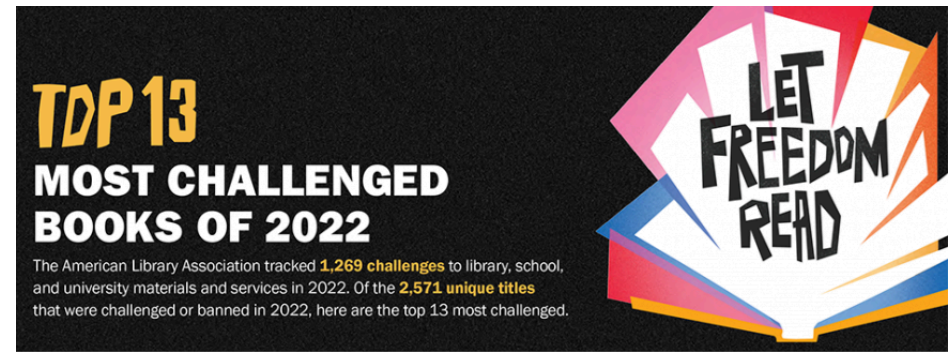 TOP 13
MOST CHALLENGED
BOOKS OF 2022
The American Library Association tracked 1,269 challenges to library, school,
and university materials and services in 2022. Of the 2,571 unique titles
that were challenged or banned in 2022, here are the top 13 most challenged.
LET
FREEDOM
READ